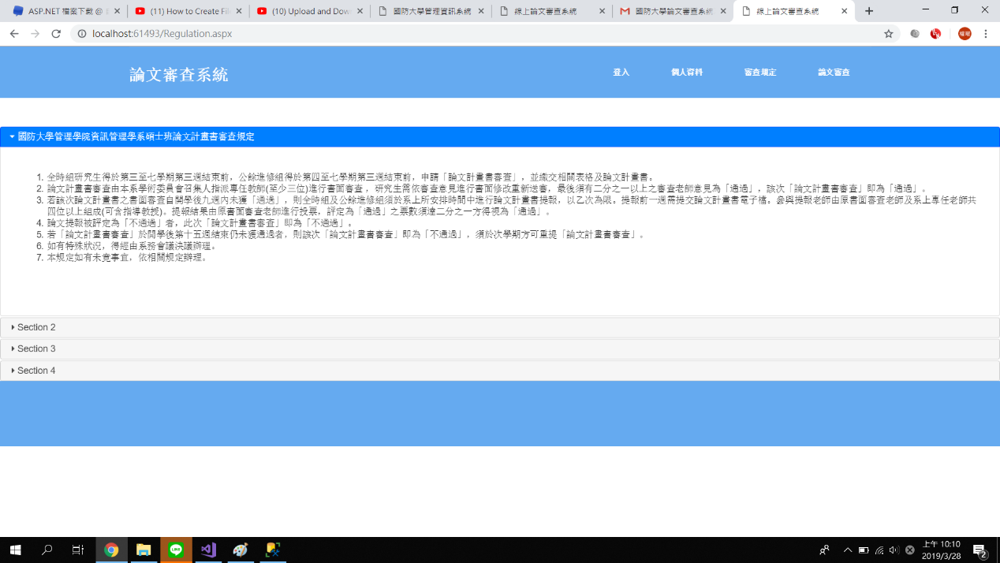 ASP.NET 檔案下載 @
(11) How to Create Fil
(10) Upload and Dow
國防大學管理資訊系統
線上論文審查系統
國防大學論文審查系統
線上論文審查系統
localhost:61493/Regulation.aspx
論文審查系統
登入 個人資料 審查規定 論文審查
國防大學管理學院資訊管理學系碩士班論文計畫書審查規定
1. 全時組研究生得於第三至七學期第三週結束前，公餘進修組得於第四至七學期第三週結束前，申請「論文計畫書審查」，並繳交相關表格及論文計畫書。
2. 論文計畫書審查由本系學術委員會召集人指派專任教師(至少三位)進行書面審查，研究生需依審查意見進行書面修改重新送審，最後須有二分之一以上之審查老師意見為「通過」，該次「論文計畫書審查」即為「通過」。
3. 若該次論文計畫書之書面審查自開學後九週內未獲「通過」，則全時組及公餘進修組須於系上所安排時間中進行論文計畫書提報，以乙次為限。提報前一週需提交論文計畫書電子檔。參與提報老師由原書面審查老師及系上專任老師共
四位以上組成(可含指導教授)。提報結果由原書面審查老師進行投票，評定為「通過」之票數須達二分之一方得視為「通過」。
4. 論文提報被評定為「不通過」者，此次「論文計畫書審查」即為「不通過」。
5. 若「論文計畫書審查」於開學後第十五週結束仍未獲通過者，則該次「論文計畫書審查」即為「不通過」，須於次學期方可重提「論文計畫書審查」。
6. 如有特殊狀況，得經由系務會議決議辦理。
7. 本規定如有未竟事宜，依相關規定辦理。
Section 2
Section 3
Section 4
LINE
上午 10:10
2019/3/28
2